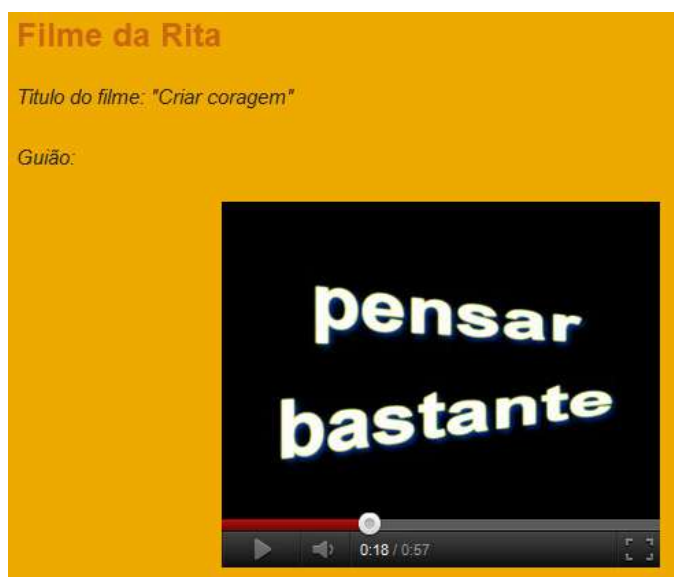 Filme da Rita
Titulo do filme: "Criar coragem"
Guião:
pensar
bastante
0:18 / 0:57